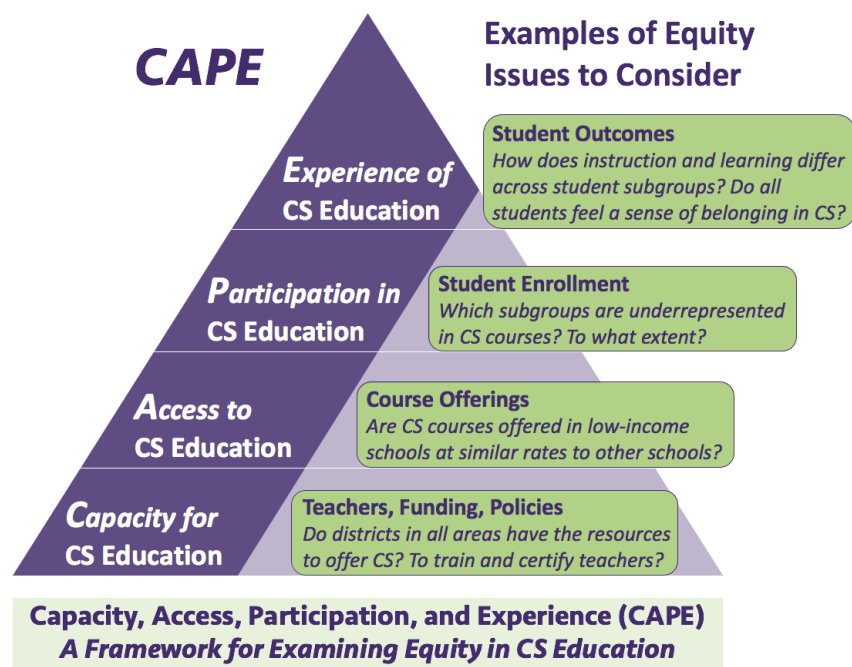 CAPE
Examples of Equity
Issues to Consider
Experience of
CS Education
Student Outcomes
How does instruction and learning differ
across student subgroups? Do all
students feel a sense of belonging in CS?
Participation in
CS Education
Student Enrollment
Which subgroups are underrepresented
in CS courses? To what extent?
Access to
CS Education
Course Offerings
Are CS courses offered in low-income
schools at similar rates to other schools?
Capacity for
CS Education
Teachers, Funding, Policies
Do districts in all areas have the resources
to offer CS? To train and certify teachers?
Capacity, Access, Participation, and Experience (CAPE)
A Framework for Examining Equity in CS Education